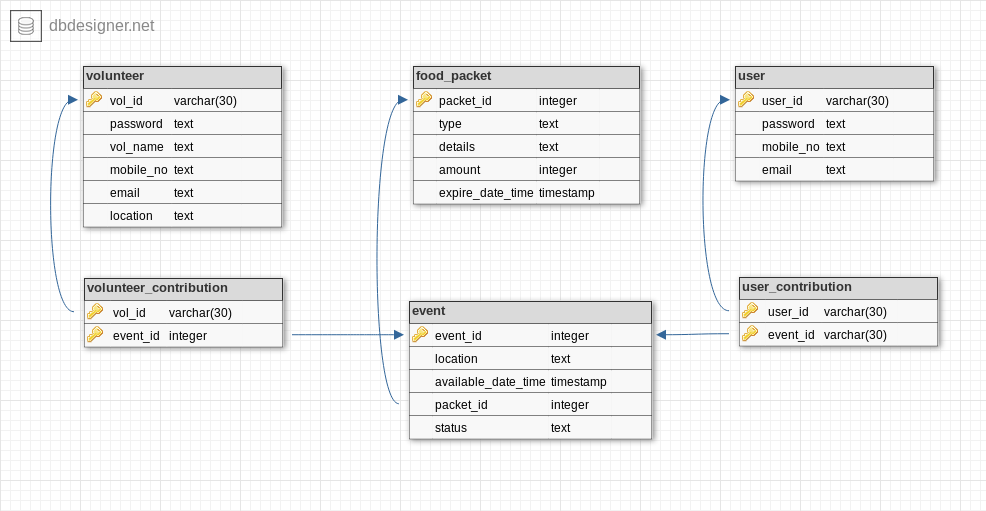 dbdesigner.net
volunteer
vol_id varchar(30)
password text
vol_name text
mobile_no text
email text
location text
food_packet
packet_id integer
type text
details text
amount integer
expire_date_time timestamp
user
user_id varchar(30)
password text
mobile_no text
email text
volunteer_contribution
vol_id varchar(30)
event_id integer
event
event_id integer
location text
available_date_time timestamp
packet_id integer
status text
user_contribution
user_id varchar(30)
event_id varchar(30)